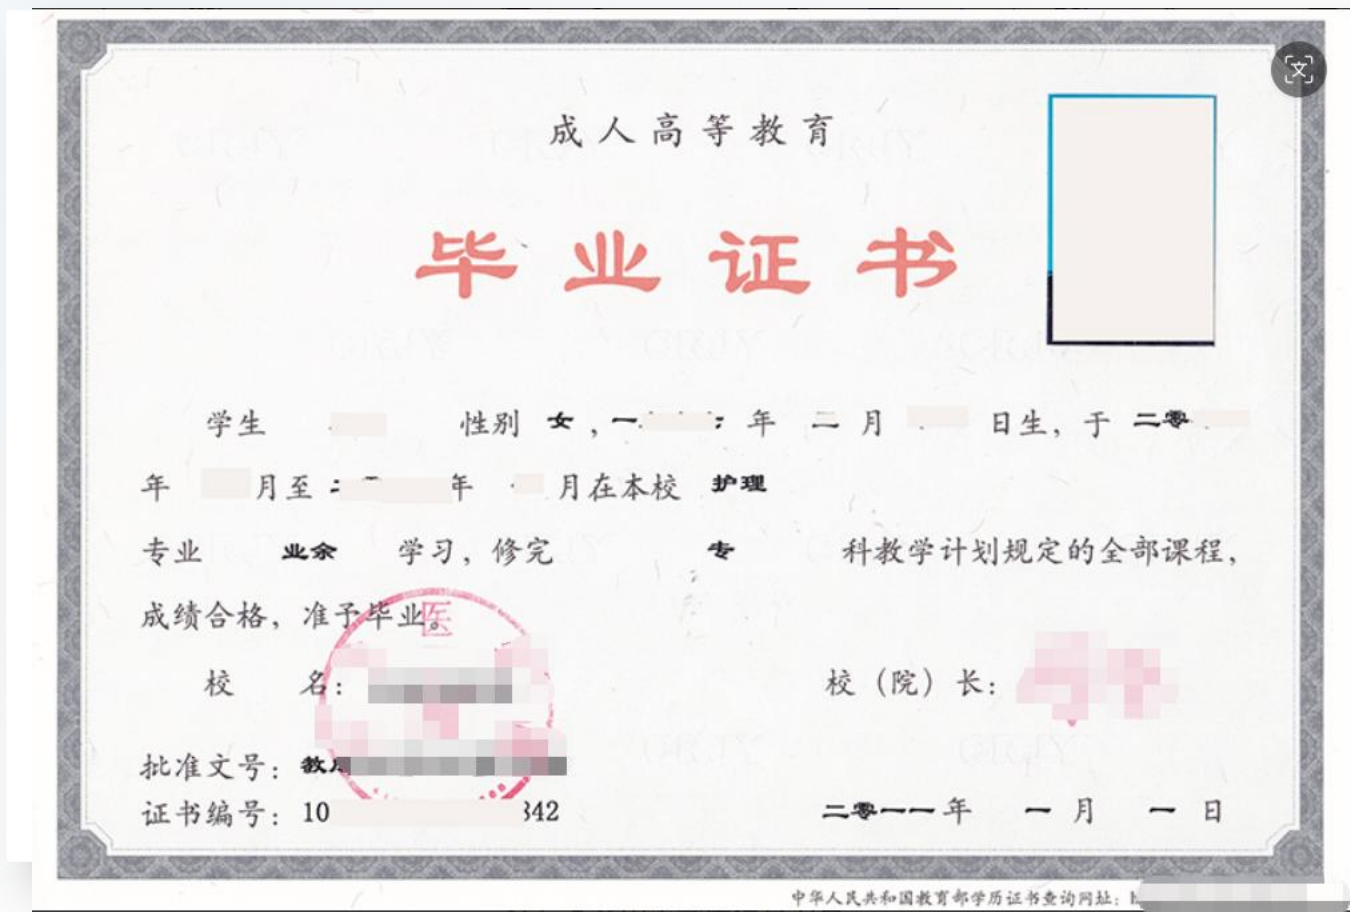 成人高等教育
毕业证书
学生 性别 女，一 年 二 月 日生，于 二零
年 月至 年 月在本校 护理
专业 业余 学习，修完 专 科教学计划规定的全部课程，
成绩合格，准予毕业。
医
校 名： 校（院）长：
批准文号：教
证书编号：10 342 二零一一年 一月 一日
中华人民共和国教育部学历证书查询网址：h